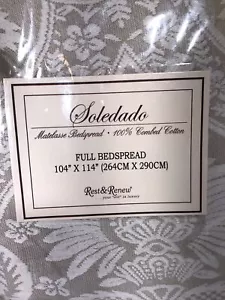 Soledado
Matelasse Bedspread • 100% Combed Cotton
FULL BEDSPREAD
104" X 114" (264CM X 290CM)
Rest&Renew